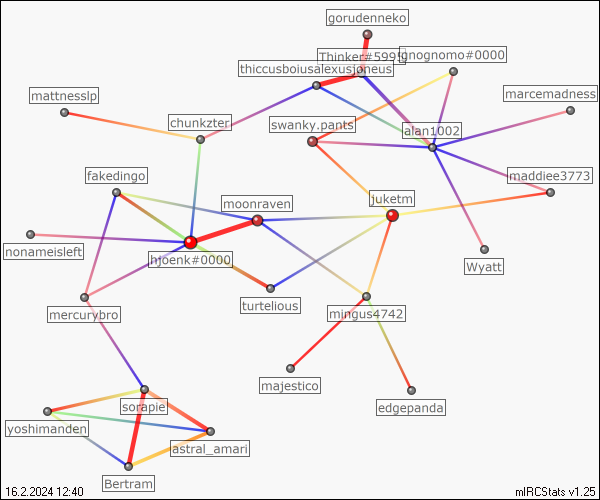 gorudenneko
Thinker#5995
gnognomo#0000
thiccusboiusalexusjoneus
mattnesslp
marcemadness
chunkzter
swanky.pants
alan1002
fakedingo
maddiee3773
moonraven
juketm
nonameisleft
hjoenk#0000
Wyatt
mercurybro
turtelious
mingus4742
majestico
sorapie
edgepanda
yoshimanden
astral_amari
Bertram
16.2.2024 12:40
mIRCStats v1.25